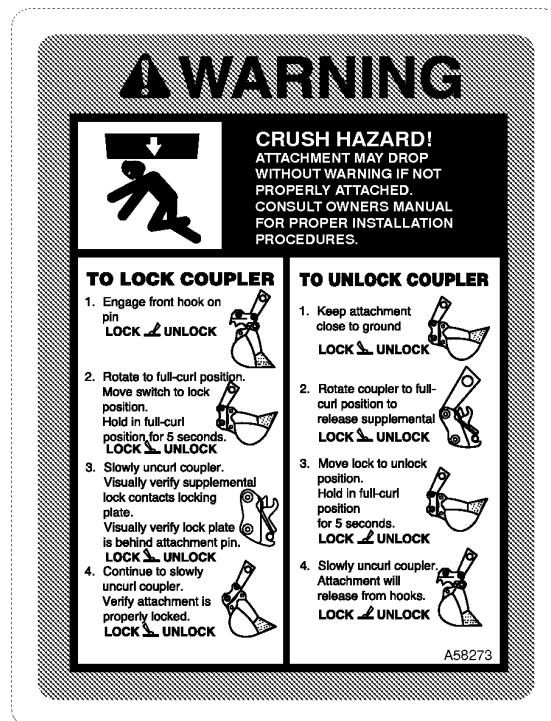 WARNING
CRUSH HAZARD!
ATTACHMENT MAY DROP
WITHOUT WARNING IF NOT
PROPERLY ATTACHED.
CONSULT OWNERS MANUAL
FOR PROPER INSTALLATION
PROCEDURES.
TO LOCK COUPLER
1. Engage front hook on
pin
LOCK UNLOCK
2. Rotate to full-curl position.
Move switch to lock
position.
Hold in full-curl
position for 5 seconds.
LOCK UNLOCK
3. Slowly uncurl coupler.
Visually verify supplemental
lock contacts locking
plate.
Visually verify lock plate
is behind attachment pin.
LOCK UNLOCK
4. Continue to slowly
uncurl coupler.
Verify attachment is
properly locked.
LOCK UNLOCK
TO UNLOCK COUPLER
1. Keep attachment
close to ground
LOCK UNLOCK
2. Rotate coupler to full-
curl position to
release supplemental
LOCK UNLOCK
3. Move lock to unlock
position.
Hold in full-curl
position
for 5 seconds.
LOCK UNLOCK
4. Slowly uncurl coupler.
Attachment will
release from hooks.
LOCK UNLOCK
A58273